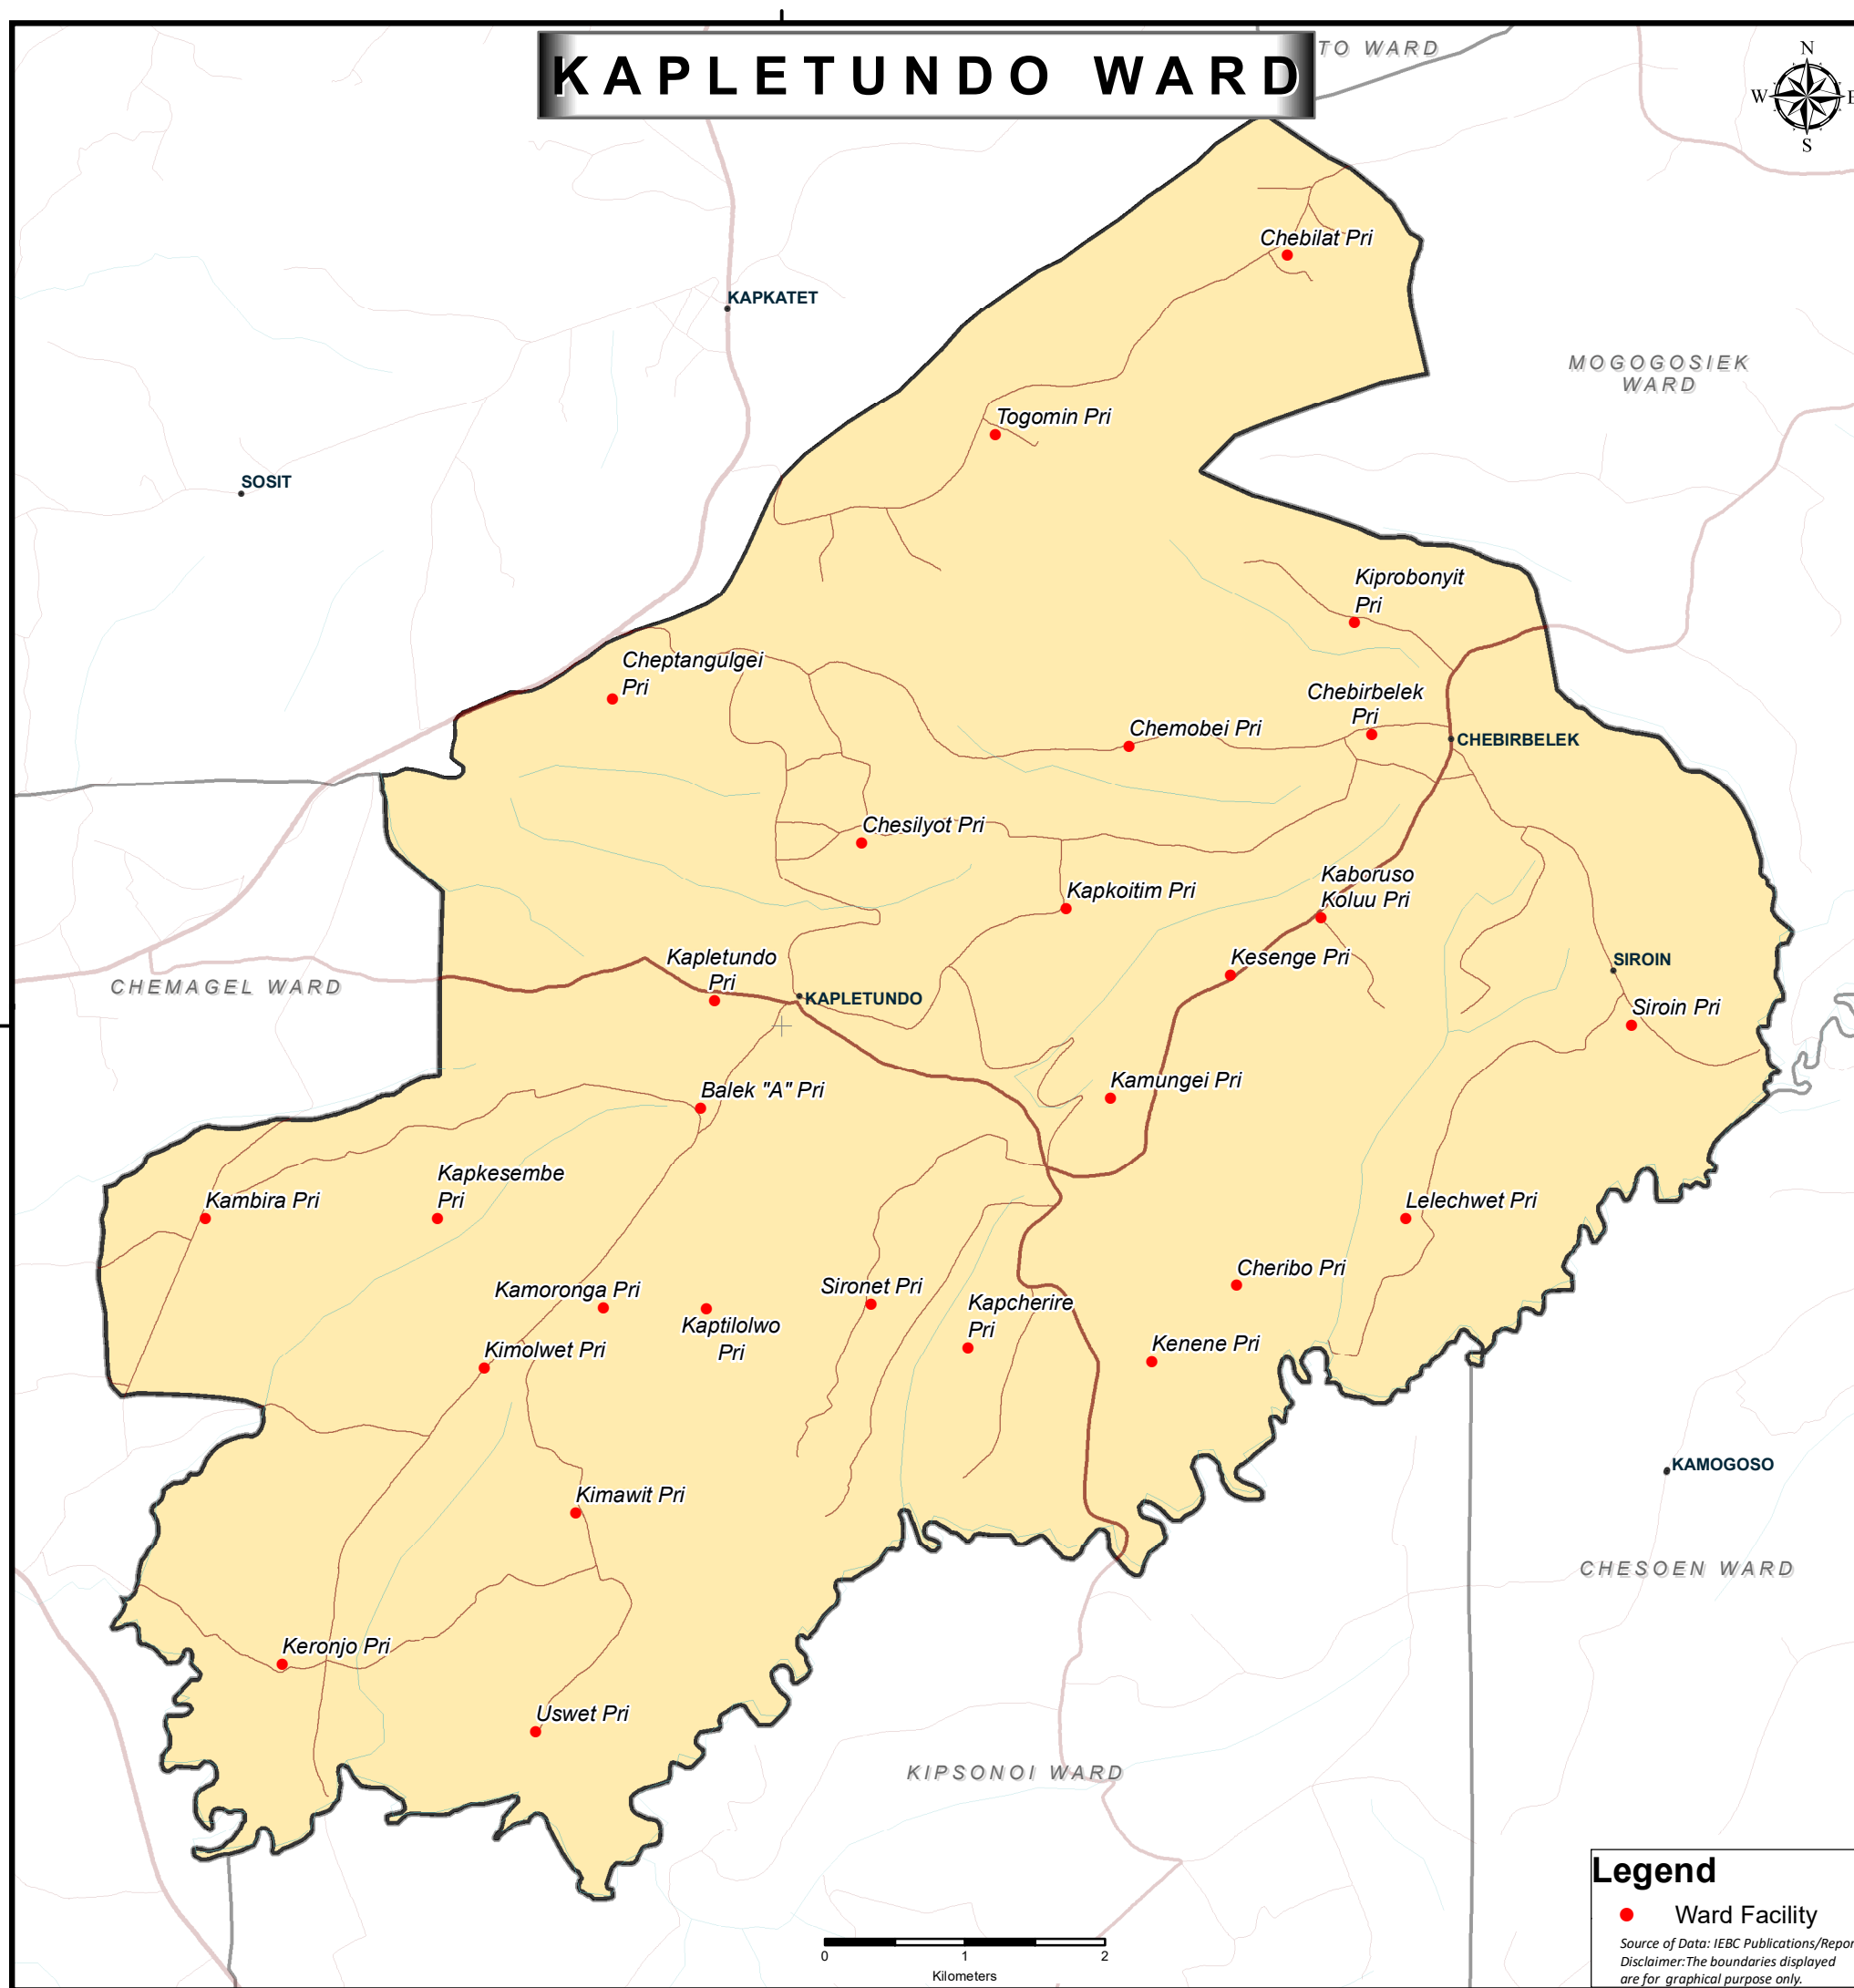 KAPLETUNDO WARD
TO WARD
N
W
E
S
Chebilat Pri
KAPKATET
MOGOGOSIEK
WARD
Togomin Pri
SOSIT
Kiprobonyit
Pri
Cheptangulgei
Pri
Chebirbelek
Pri
Chemobei Pri
CHEBIRBELEK
Chesilyot Pri
Kaboruso
Koluu Pri
Kapkoitim Pri
Kapletundo
Pri
Kesenge Pri
SIROIN
CHEMAGEL WARD
KAPLETUNDO
Siroin Pri
Kamungei Pri
Balek "A" Pri
Kapkesembe
Pri
Kambira Pri
Lelechwet Pri
Cheribo Pri
Kamoronga Pri
Sironet Pri
Kapcherire
Pri
Kaptilolwo
Pri
Kimolwet Pri
Kenene Pri
KAMOGOSO
Kimawit Pri
CHESOEN WARD
Keronjo Pri
Uswet Pri
KIPSONOI WARD
Legend
Ward Facility
0 1 2
Kilometers
Source of Data: IEBC Publications/Repor
Disclaimer:The boundaries displayed
are for graphical purpose only.